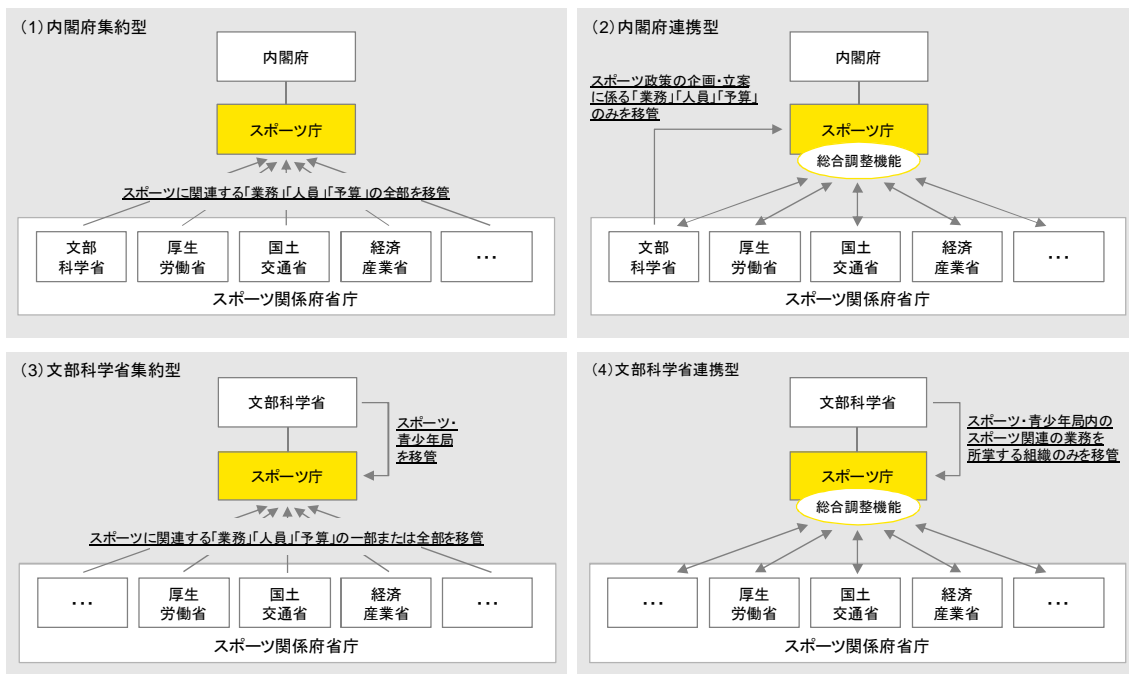 (1)内閣府集約型
内閣府
スポーツ庁
スポーツに関連する「業務」「人員」「予算」の全部を移管
文部
科学省
厚生
労働省
国土
交通省
経済
産業省
…
スポーツ関係府省庁
(2)内閣府連携型
内閣府
スポーツ政策の企画・立案
に係る「業務」「人員」「予算」
のみを移管
スポーツ庁
総合調整機能
文部
科学省
厚生
労働省
国土
交通省
経済
産業省
…
スポーツ関係府省庁
(3)文部科学省集約型
文部科学省
スポーツ・
青少年局
を移管
スポーツ庁
スポーツに関連する「業務」「人員」「予算」の一部または全部を移管
…
厚生
労働省
国土
交通省
経済
産業省
…
スポーツ関係府省庁
(4)文部科学省連携型
文部科学省
スポーツ・青少年局内の
スポーツ関連の業務を
所掌する組織のみを移管
スポーツ庁
総合調整機能
…
厚生
労働省
国土
交通省
経済
産業省
…
スポーツ関係府省庁